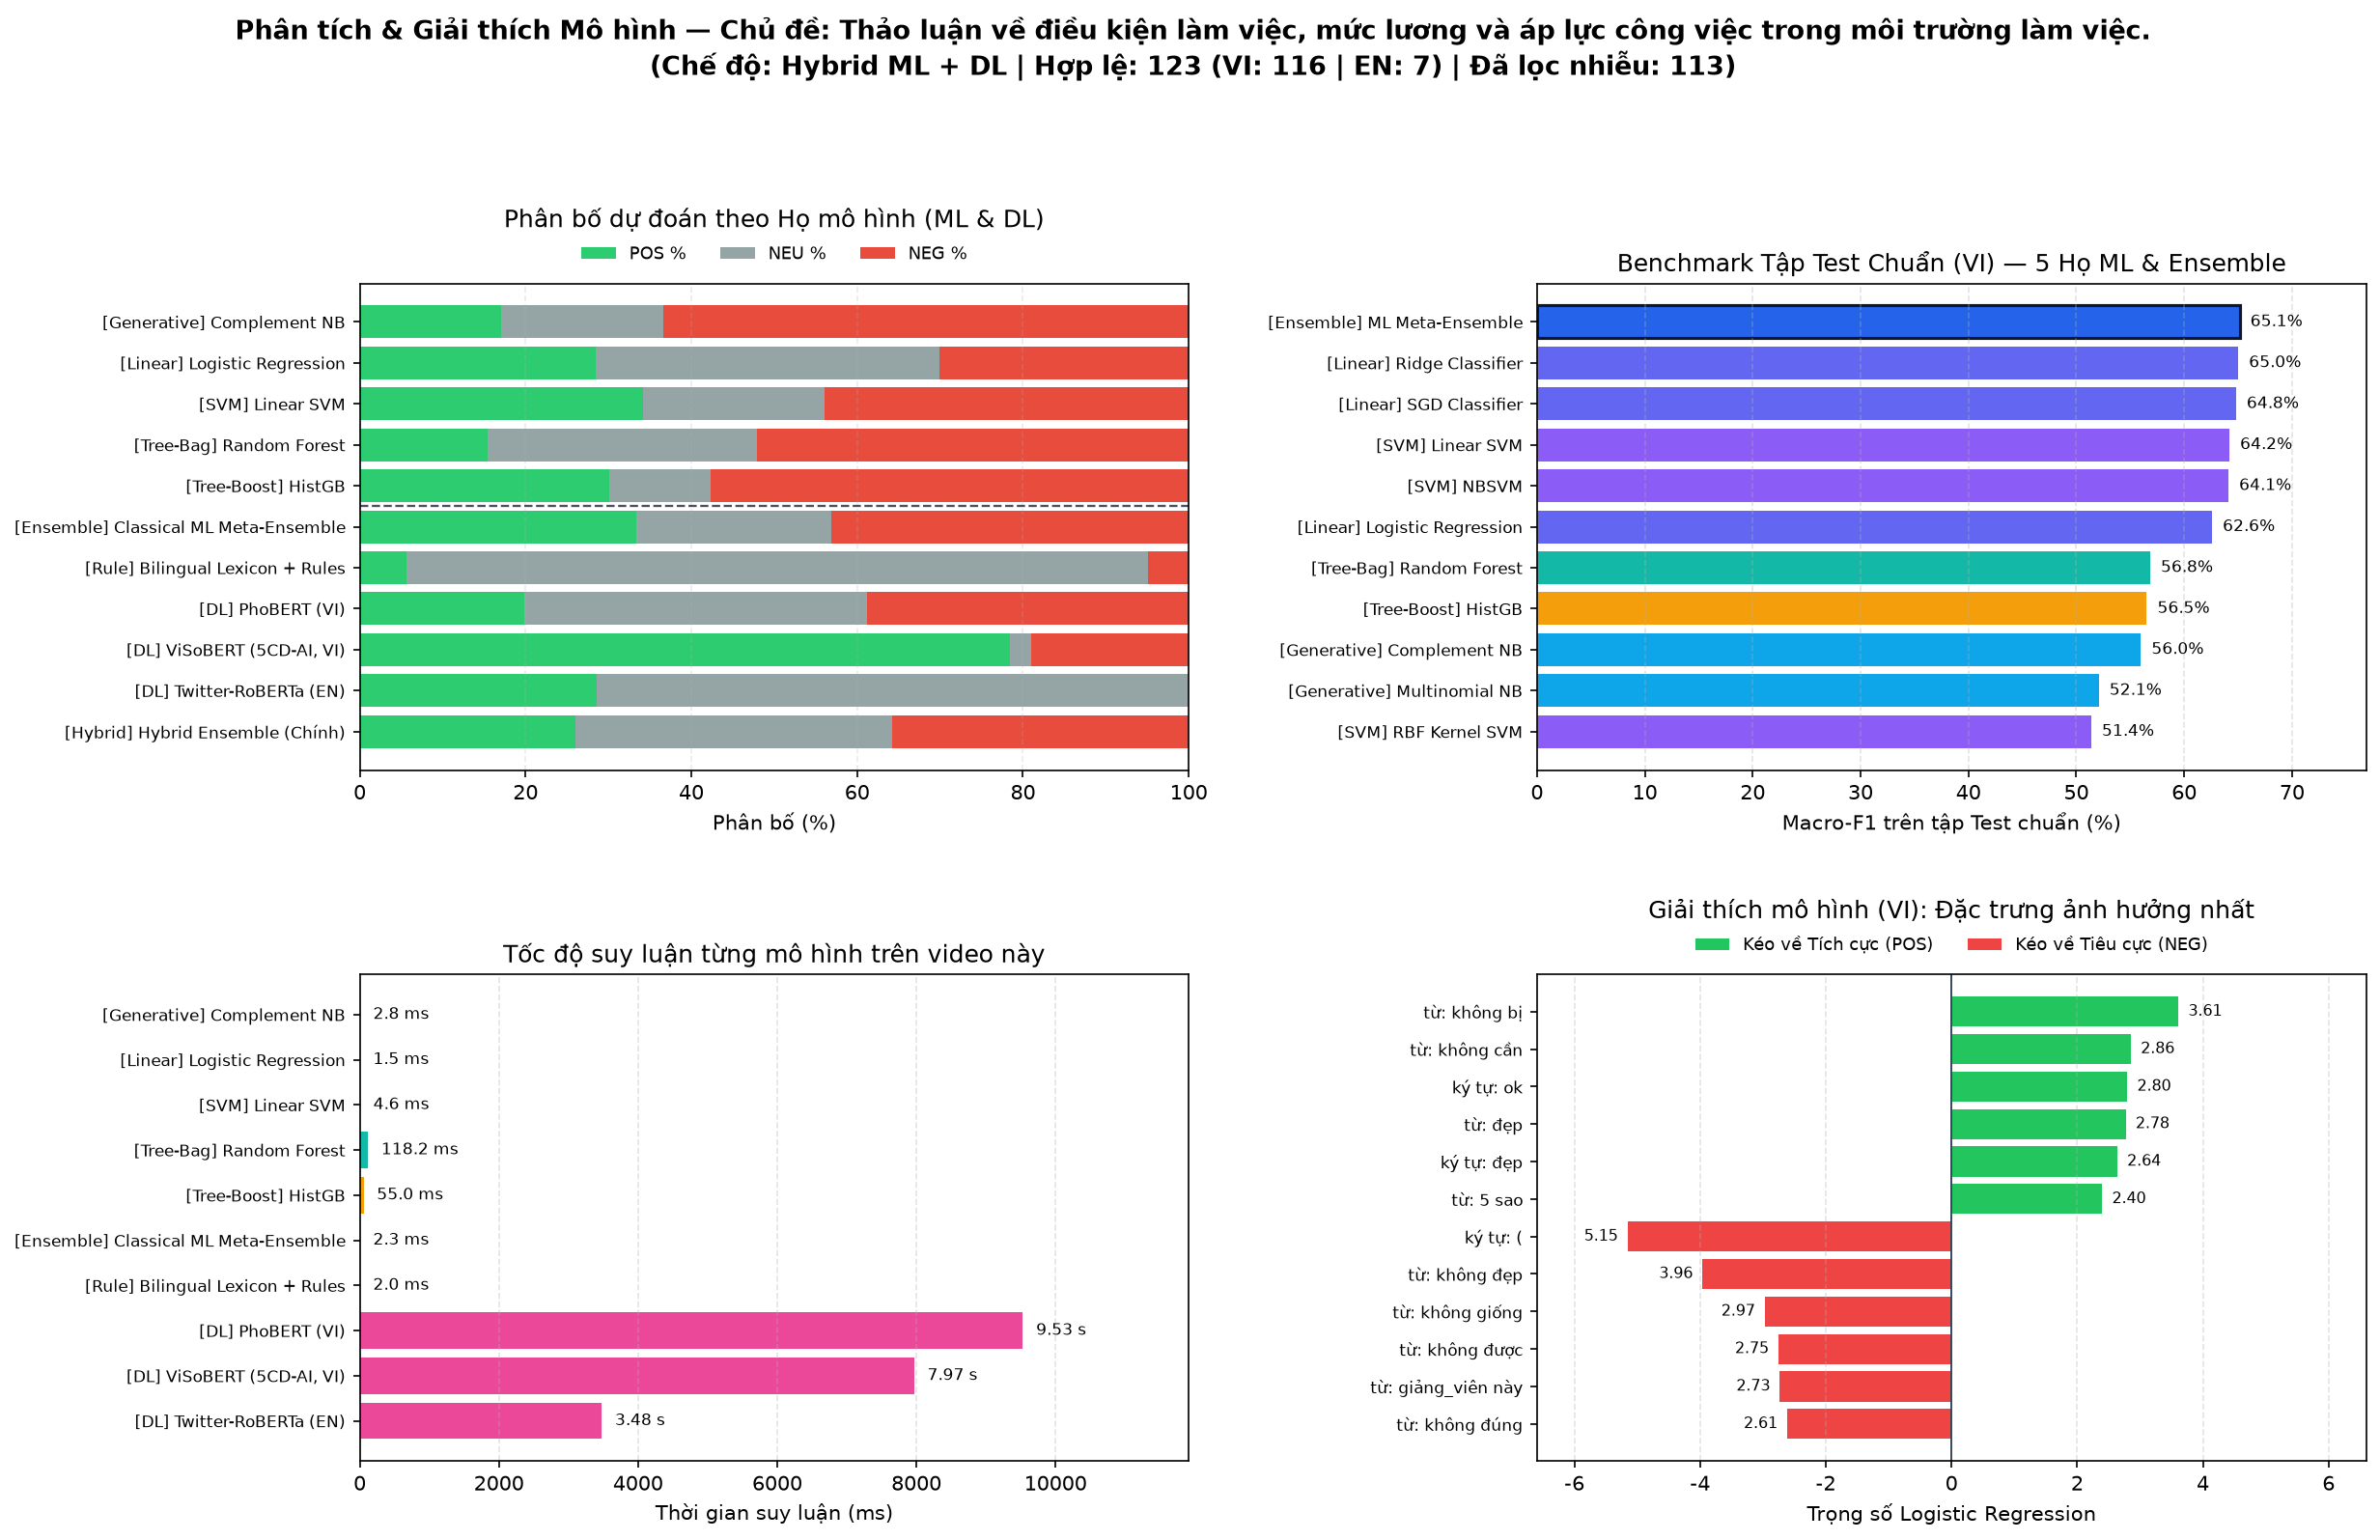 Phân tích & Giải thích Mô hình — Chủ đề: Thảo luận về điều kiện làm việc, mức lương và áp lực công việc trong môi trường làm việc.
(Chế độ: Hybrid ML + DL | Hợp lệ: 123 (VI: 116 | EN: 7) | Đã lọc nhiễu: 113)
Phân bố dự đoán theo Họ mô hình (ML & DL)
POS %
NEU %
NEG %
[Generative] Complement NB
[Linear] Logistic Regression
[SVM] Linear SVM
[Tree-Bag] Random Forest
[Tree-Boost] HistGB
[Ensemble] Classical ML Meta-Ensemble
[Rule] Bilingual Lexicon + Rules
[DL] PhoBERT (VI)
[DL] ViSoBERT (5CD-AI, VI)
[DL] Twitter-RoBERTa (EN)
[Hybrid] Hybrid Ensemble (Chính)
0 20 40 60 80 100
Phân bố (%)
Benchmark Tập Test Chuẩn (VI) — 5 Họ ML & Ensemble
[Ensemble] ML Meta-Ensemble 65.1%
[Linear] Ridge Classifier 65.0%
[Linear] SGD Classifier 64.8%
[SVM] Linear SVM 64.2%
[SVM] NBSVM 64.1%
[Linear] Logistic Regression 62.6%
[Tree-Bag] Random Forest 56.8%
[Tree-Boost] HistGB 56.5%
[Generative] Complement NB 56.0%
[Generative] Multinomial NB 52.1%
[SVM] RBF Kernel SVM 51.4%
0 10 20 30 40 50 60 70
Macro-F1 trên tập Test chuẩn (%)
Tốc độ suy luận từng mô hình trên video này
[Generative] Complement NB 2.8 ms
[Linear] Logistic Regression 1.5 ms
[SVM] Linear SVM 4.6 ms
[Tree-Bag] Random Forest 118.2 ms
[Tree-Boost] HistGB 55.0 ms
[Ensemble] Classical ML Meta-Ensemble 2.3 ms
[Rule] Bilingual Lexicon + Rules 2.0 ms
[DL] PhoBERT (VI) 9.53 s
[DL] ViSoBERT (5CD-AI, VI) 7.97 s
[DL] Twitter-RoBERTa (EN) 3.48 s
0 2000 4000 6000 8000 10000
Thời gian suy luận (ms)
Giải thích mô hình (VI): Đặc trưng ảnh hưởng nhất
Kéo về Tích cực (POS)
Kéo về Tiêu cực (NEG)
từ: không bị 3.61
từ: không cần 2.86
ký tự: ok 2.80
từ: đẹp 2.78
ký tự: đẹp 2.64
từ: 5 sao 2.40
ký tự: ( 5.15
từ: không đẹp 3.96
từ: không giống 2.97
từ: không được 2.75
từ: giảng_viên này 2.73
từ: không đúng 2.61
-6 -4 -2 0 2 4 6
Trọng số Logistic Regression